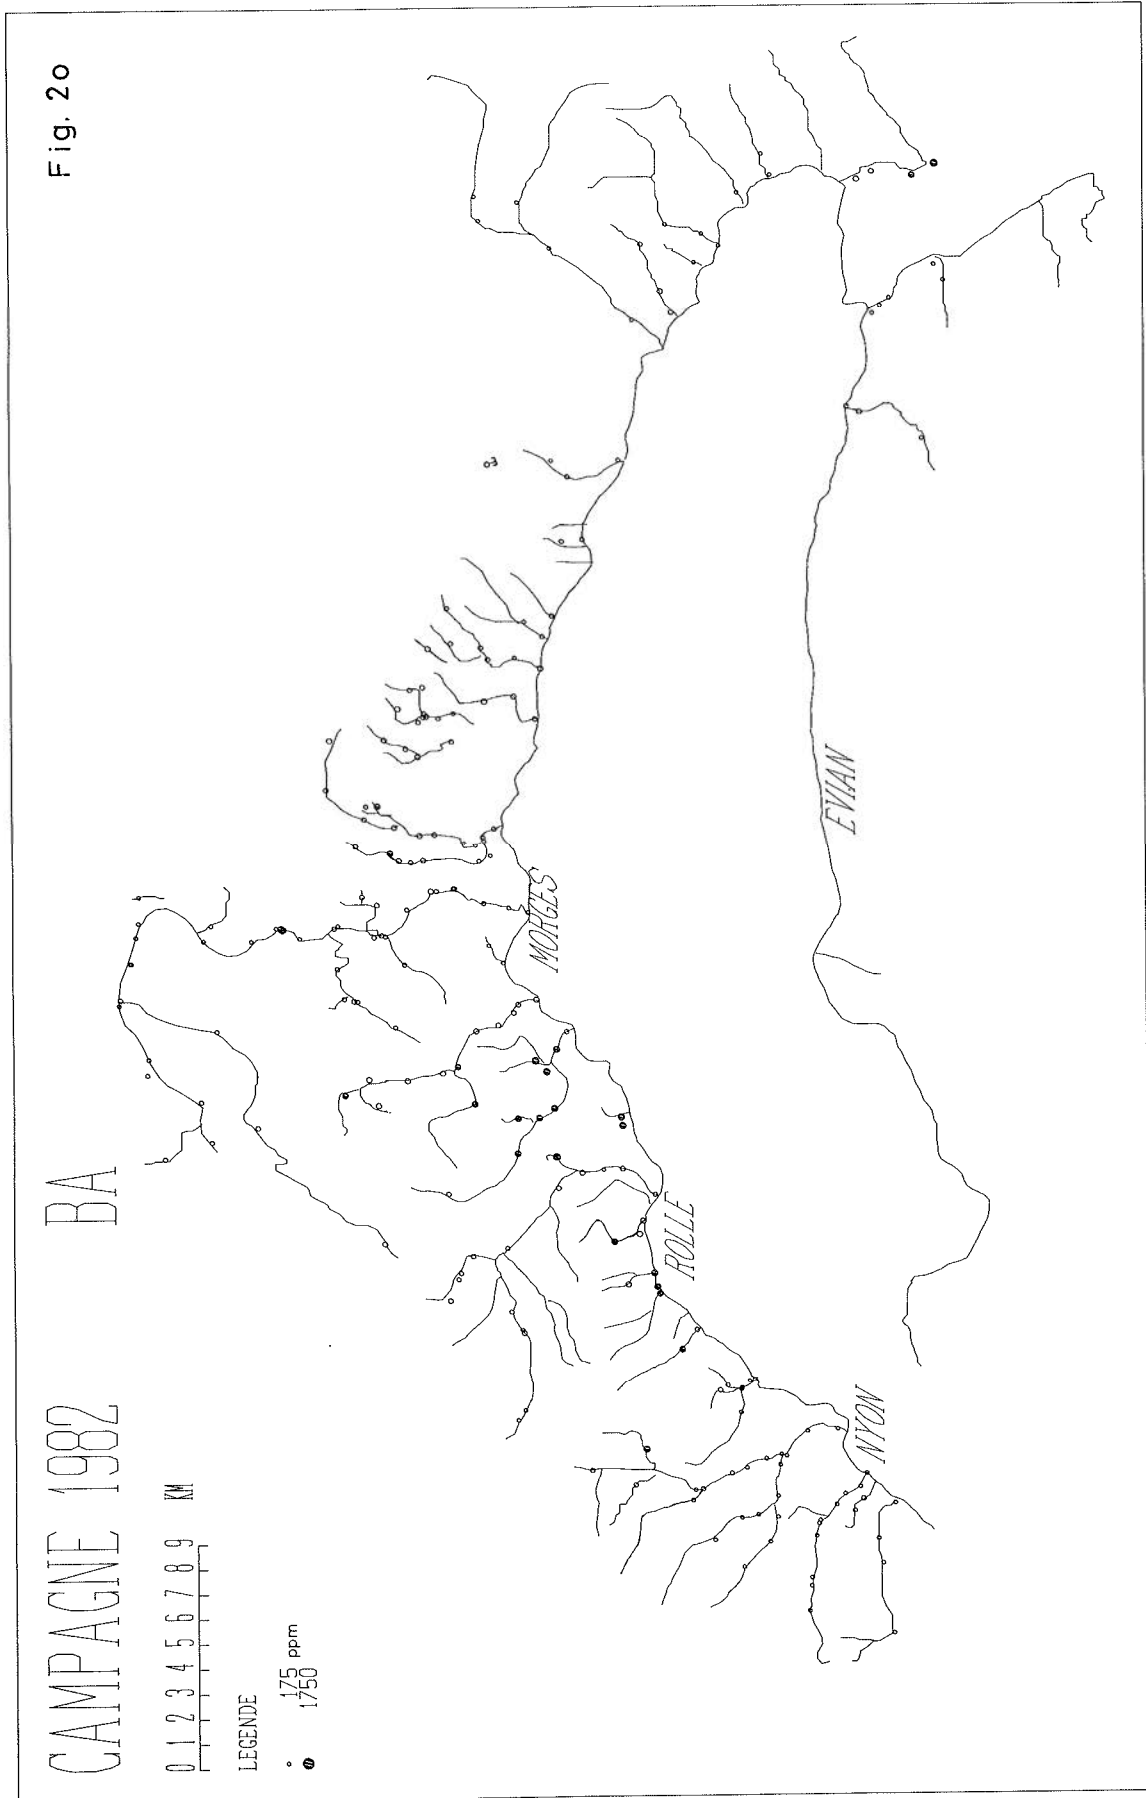 Fig. 2o
CAMPAGNE 1982 BA
0 1 2 3 4 5 6 7 8 9 KM
LEGENDE
175 ppm
1750
MORGES
ROLLE
EVIAN
NYON